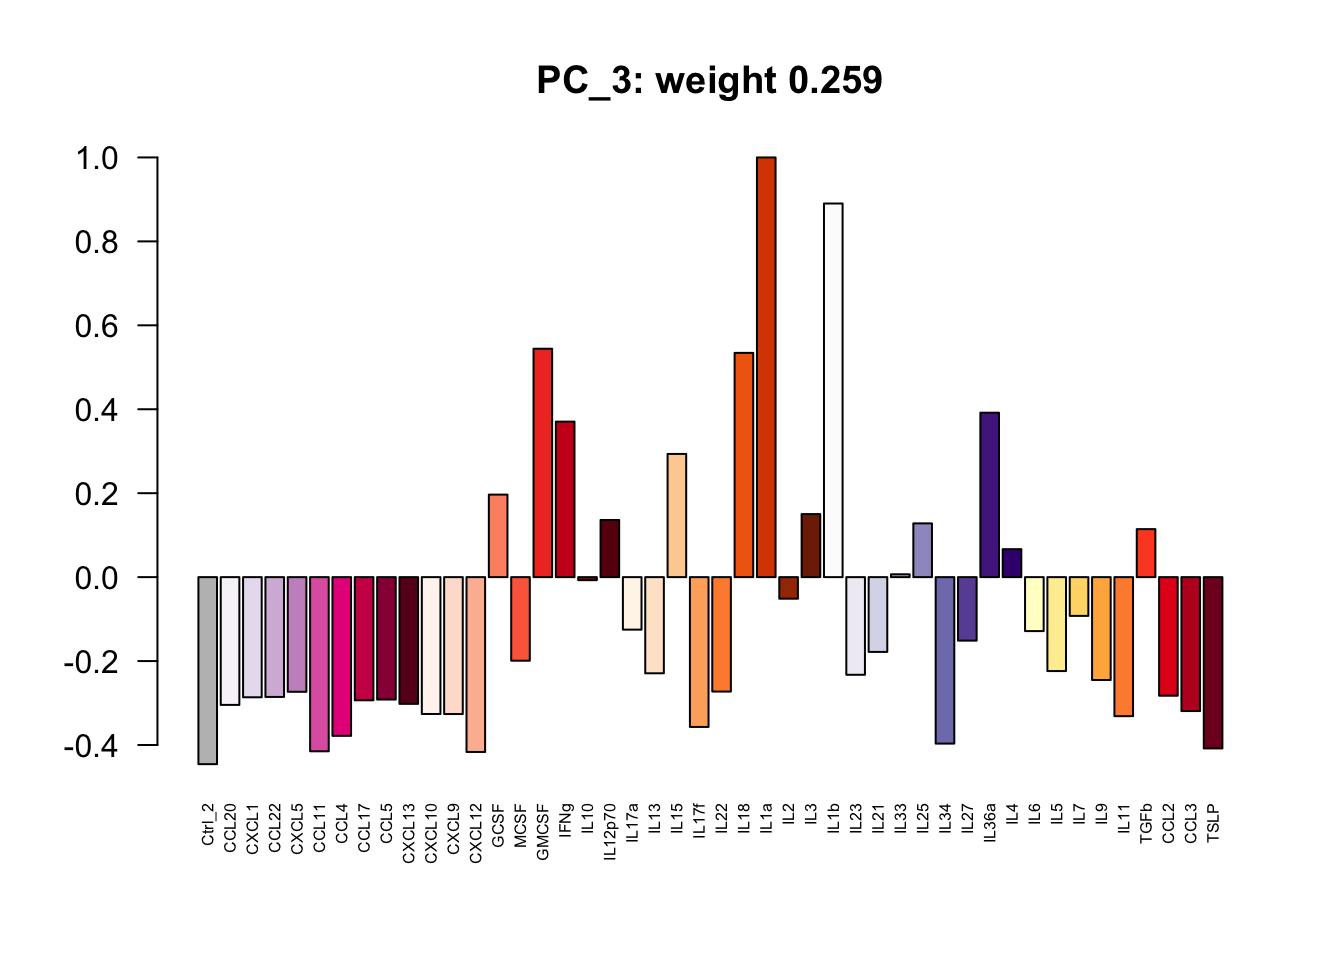 PC_3: weight 0.259
1.0
0.8
0.6
0.4
0.2
0.0
-0.2
-0.4
Ctrl_2
CCL20
CXCL1
CCL22
CXCL5
CCL11
CCL4
CCL17
CCL5
CXCL13
CXCL10
CXCL9
CXCL12
GCSF
MCSF
GMCSF
IFNg
IL10
IL12p70
IL17a
IL13
IL15
IL17f
IL22
IL18
IL1a
IL2
IL3
IL1b
IL23
IL21
IL33
IL25
IL34
IL27
IL36a
IL4
IL6
IL5
IL7
IL9
IL11
TGFb
CCL2
CCL3
TSLP